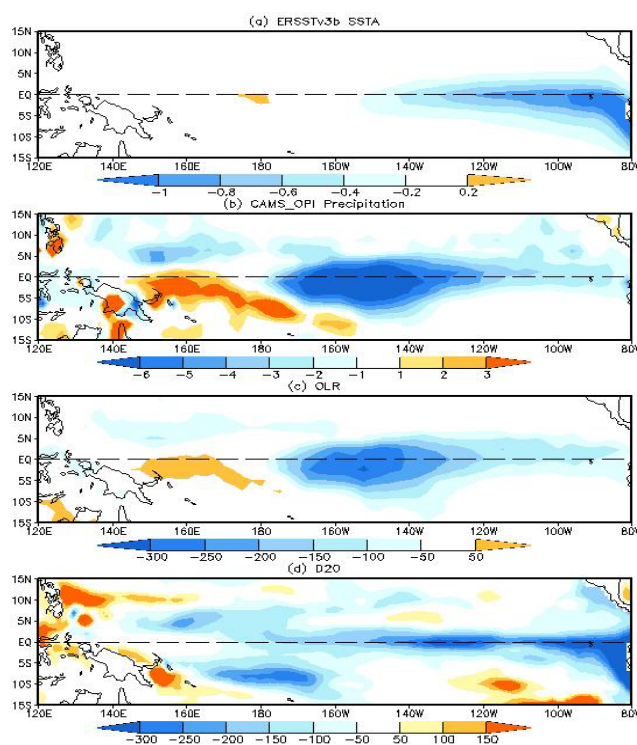 (a) ERSSTv3b SSTA
15N
10N
5N
EQ
5S
10S
15S
120E 140E 160E 180 160W 140W 120W 100W 80W
-1 -0.8 -0.6 -0.4 -0.2 0.2
(b) CAMS_OPI Precipitation
15N
10N
5N
EQ
5S
10S
15S
120E 140E 160E 180 160W 140W 120W 100W 80W
-6 -5 -4 -3 -2 -1 1 2 3
(c) OLR
15N
10N
5N
EQ
5S
10S
15S
120E 140E 160E 180 160W 140W 120W 100W 80W
-300 -250 -200 -150 -100 -50 50
(d) D20
15N
10N
5N
EQ
5S
10S
15S
120E 140E 160E 180 160W 140W 120W 100W 80W
-300 -200 -150 -100 -50 50 100 150